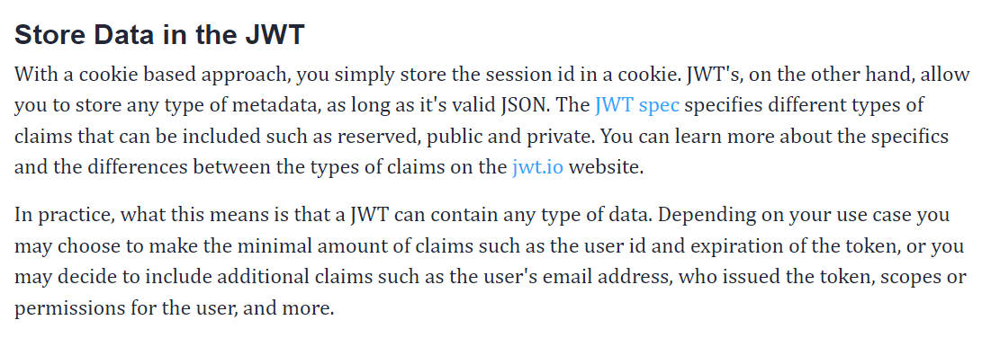 Store Data in the JWT
With a cookie based approach, you simply store the session id in a cookie. JWT's, on the other hand, allow
you to store any type of metadata, as long as it's valid JSON. The JWT spec specifies different types of
claims that can be included such as reserved, public and private. You can learn more about the specifics
and the differences between the types of claims on the jwt.io website.
In practice, what this means is that a JWT can contain any type of data. Depending on your use case you
may choose to make the minimal amount of claims such as the user id and expiration of the token, or you
may decide to include additional claims such as the user's email address, who issued the token, scopes or
permissions for the user, and more.